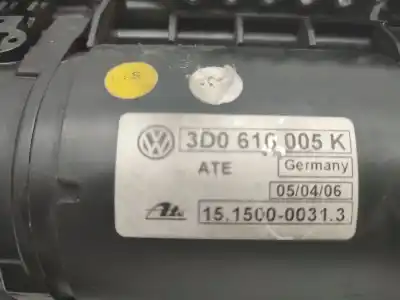 3D0 616 005 K
ATE
Germany
05/04/06
Ate
15.1500-0031.3